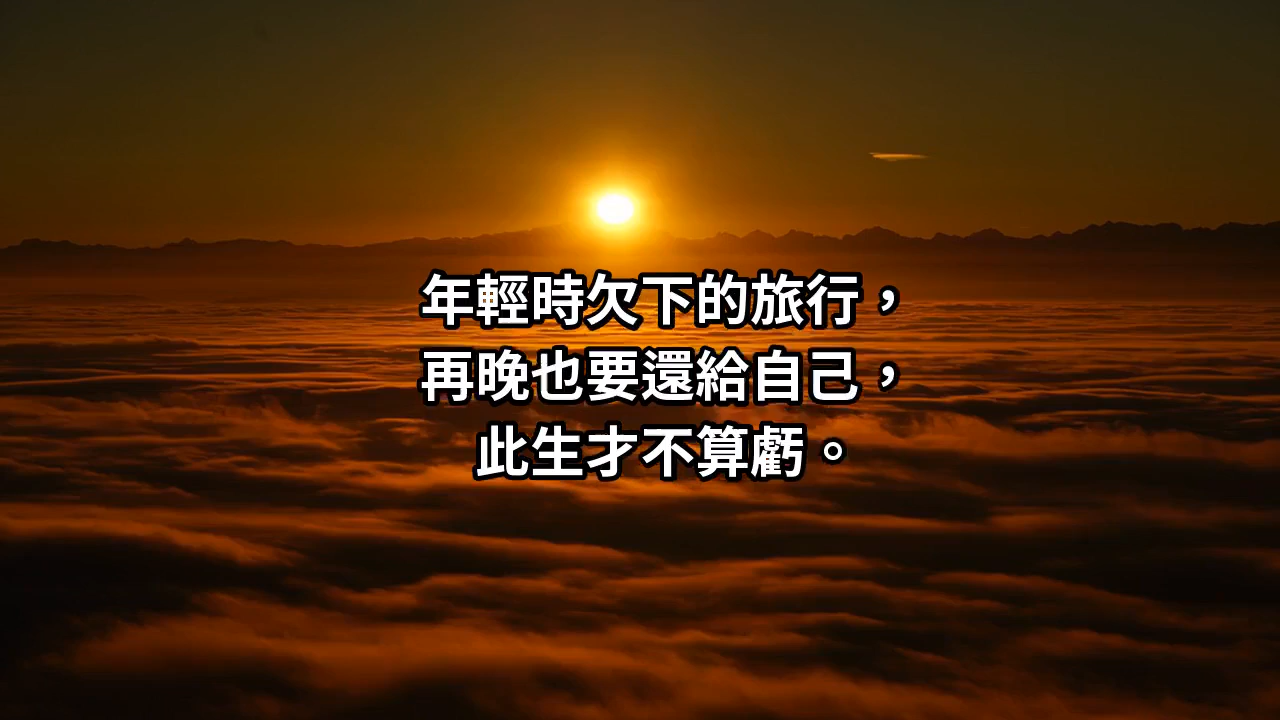 年輕時欠下的旅行，
再晚也要還給自己，
此生才不算虧。